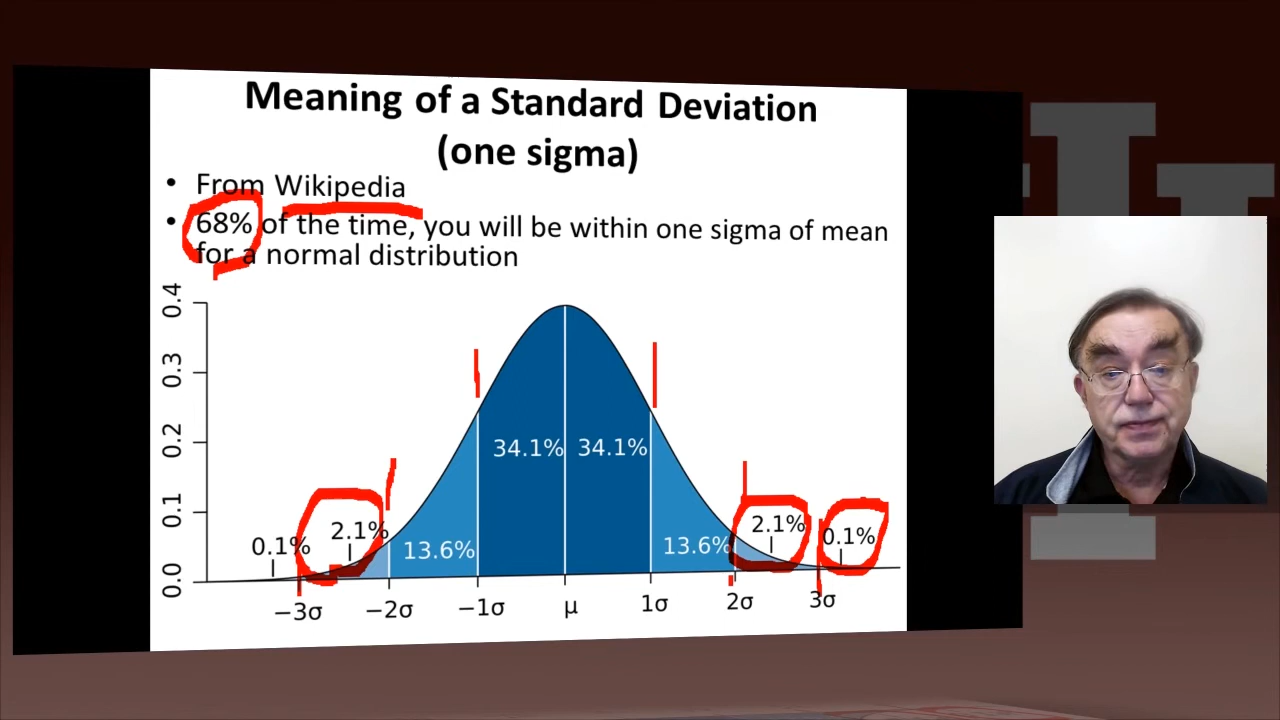 Meaning of a Standard Deviation
(one sigma)
• From Wikipedia
• 68% of the time, you will be within one sigma of mean
for a normal distribution
0.4
0.3
0.2
0.1
0.0
34.1% 34.1%
0.1% 2.1% 13.6% 13.6% 2.1% 0.1%
−3σ −2σ −1σ μ 1σ 2σ 3σ